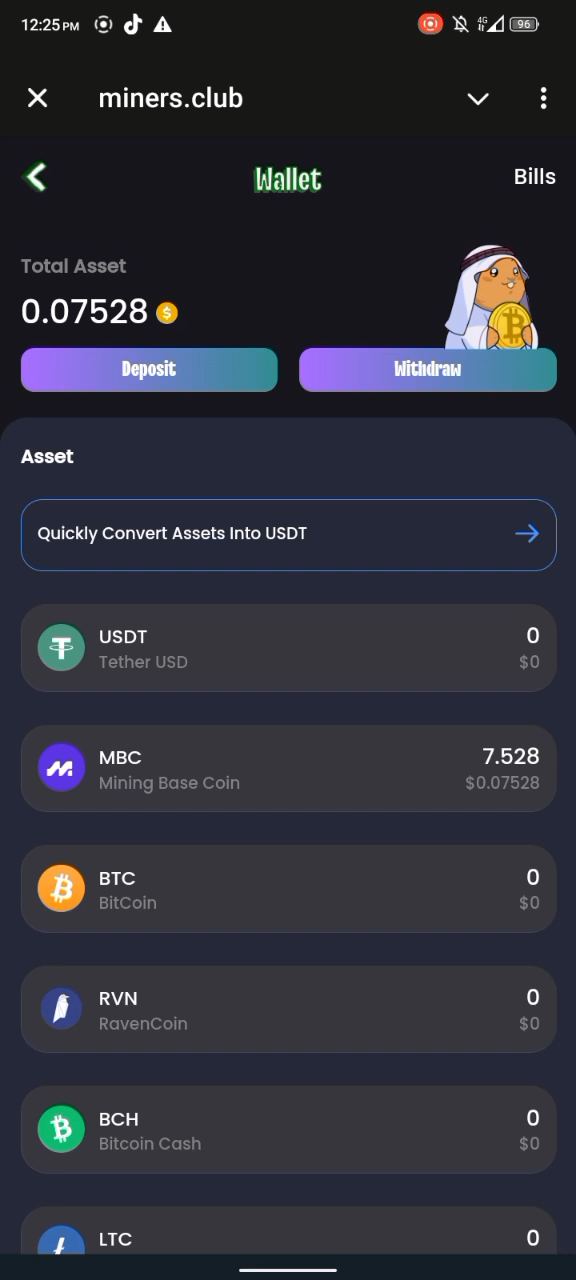 12:25 PM 4G 96
miners.club
Wallet Bills
Total Asset
0.07528
Deposit Withdraw
Asset
Quickly Convert Assets Into USDT
USDT 0
Tether USD $0
MBC 7.528
Mining Base Coin $0.07528
BTC 0
BitCoin $0
RVN 0
RavenCoin $0
BCH 0
Bitcoin Cash $0
LTC 0